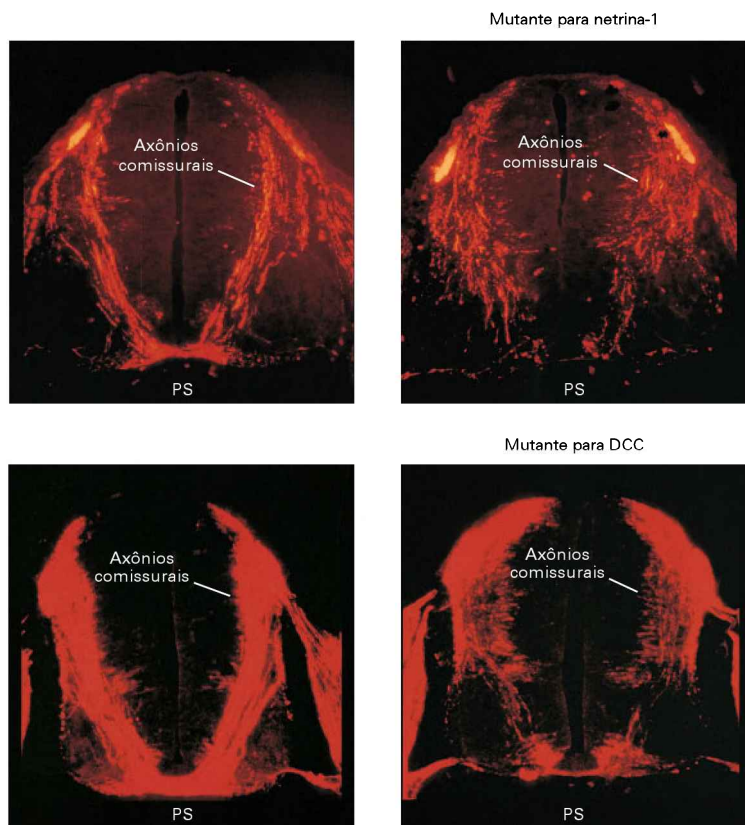 Mutante para netrina-1
Axônios
comissurais
PS
Axônios
comissurais
PS
Mutante para DCC
Axônios
comissurais
PS
Axônios
comissurais
PS